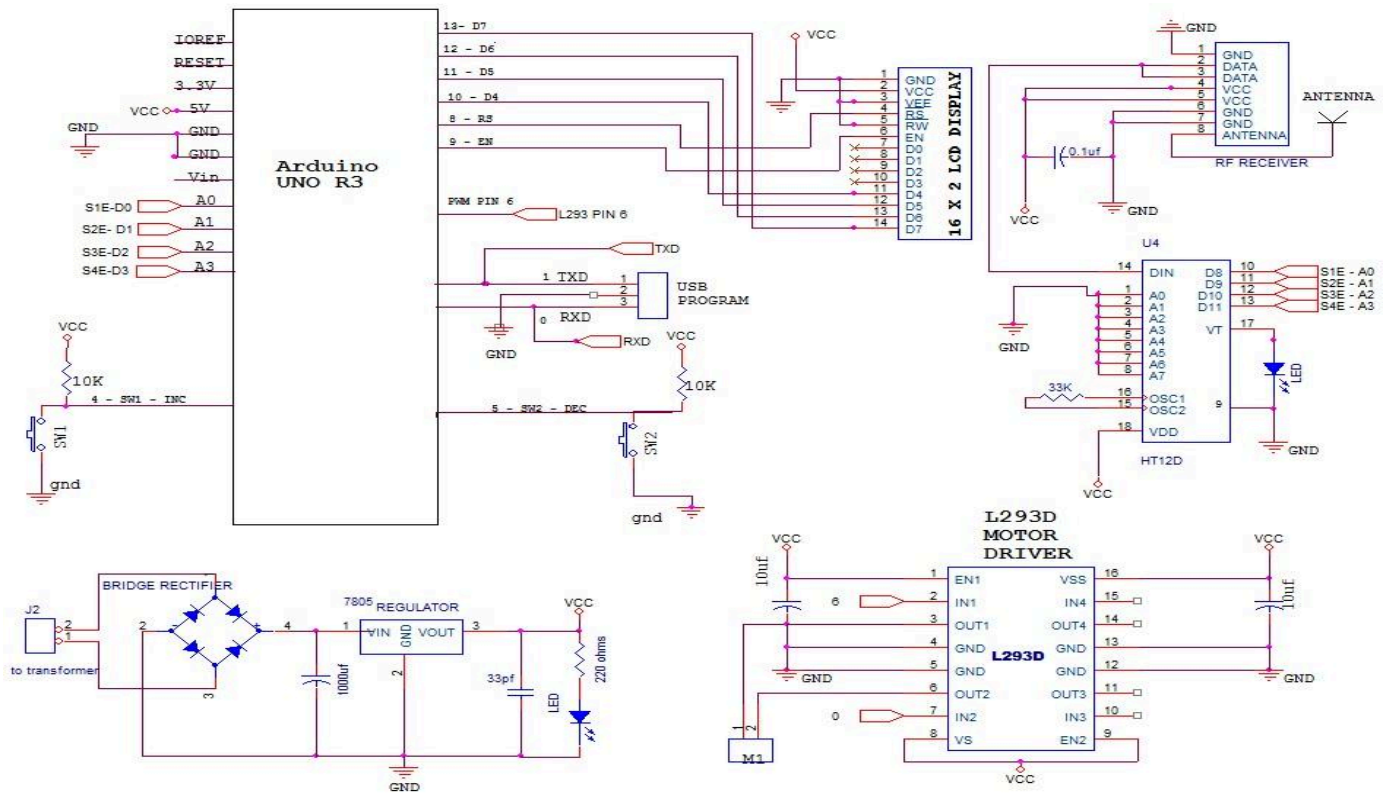 IOREF
RESET
3.3V
VCC 5V
GND GND
GND
Vin
S1E-D0 A0
S2E- D1 A1
S3E-D2 A2
S4E-D3 A3
Arduino
UNO R3
13- D7
12 - D6
11 - D5
10 - D4
8 - RS
9 - EN
PWM PIN 6
L293 PIN 6
TXD
1 TXD
1
2
3
USB
PROGRAM
0 RXD
GND
RXD
VCC
10K
4 - SW1 - INC
SW1
gnd
VCC
10K
5 - SW2 - DEC
SW2
gnd
VCC
1 GND
2 VCC
3 VEE
4 RS
5 RW
6 EN
7 D0
8 D1
9 D2
10 D3
11 D4
12 D5
13 D6
14 D7
16 X 2 LCD DISPLAY
GND
1 GND
2 DATA
3 DATA
4 VCC
5 VCC
6 GND
7 GND
8 ANTENNA
RF RECEIVER
ANTENNA
0.1uf
VCC
GND
U4
14 DIN
1 A0
2 A1
3 A2
4 A3
5 A4
6 A5
7 A6
8 A7
16 OSC1
15 OSC2
18 VDD
D8 10 S1E - A0
D9 11 S2E - A1
D10 12 S3E - A2
D11 13 S4E - A3
VT 17
9
LED
GND
GND
33K
VCC
HT12D
J2
2
1
to transformer
BRIDGE RECTIFIER
2
-
+
4
3
1000uf
7805 REGULATOR
1 VIN
GND
VOUT 3
2
33pf
VCC
220 ohms
LED
GND
L293D
MOTOR
DRIVER
VCC
10uf
6
0
1 EN1
2 IN1
3 OUT1
4 GND
5 GND
6 OUT2
7 IN2
8 VS
L293D
VSS 16
IN4 15
OUT4 14
GND 13
GND 12
OUT3 11
IN3 10
EN2 9
GND
VCC
10uf
GND
1
2
M1
VCC